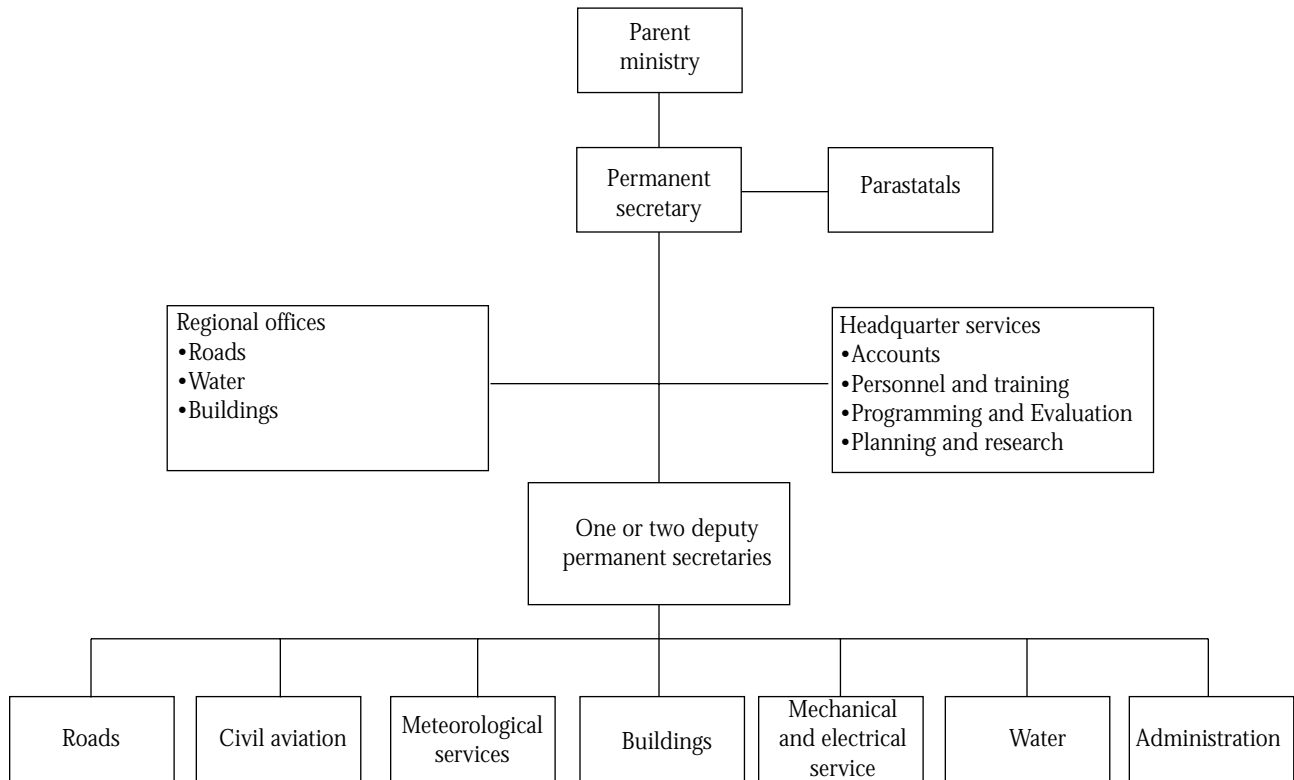 Parent
ministry
Permanent
secretary
Parastatals
Regional offices
•Roads
•Water
•Buildings
Headquarter services
•Accounts
•Personnel and training
•Programming and Evaluation
•Planning and research
One or two deputy
permanent secretaries
Roads
Civil aviation
Meteorological
services
Buildings
Mechanical
and electrical
service
Water
Administration